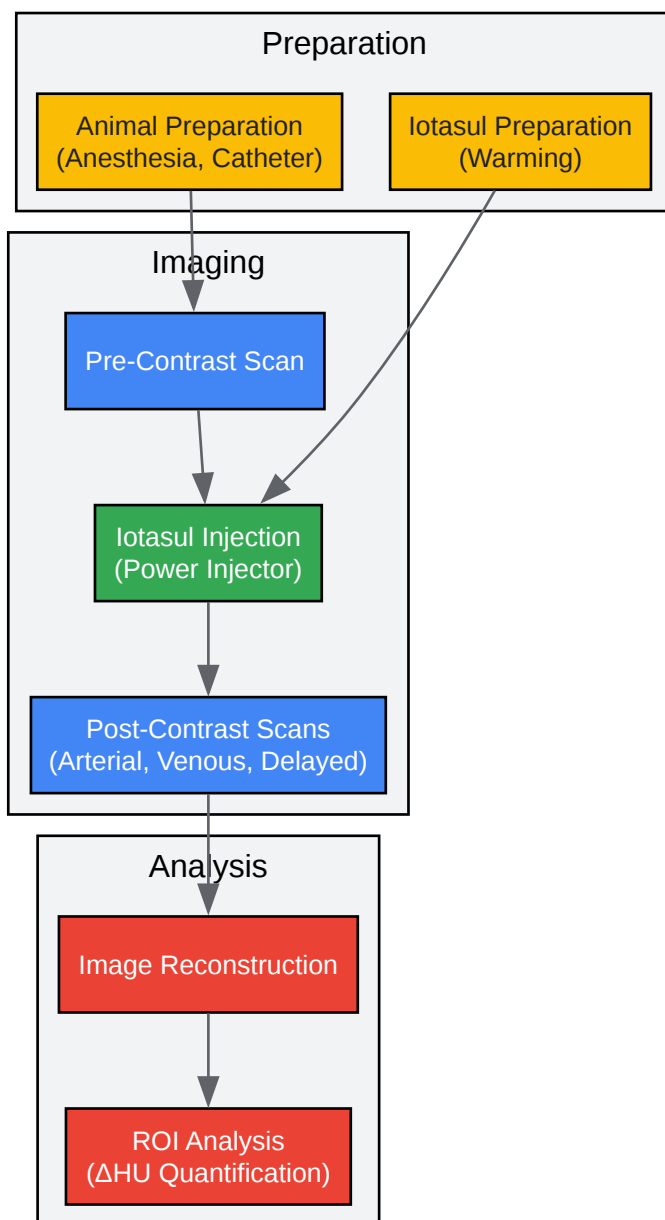 Preparation
Animal Preparation
(Anesthesia, Catheter)
Iotasul Preparation
(Warming)
Imaging
Pre-Contrast Scan
Iotasul Injection
(Power Injector)
Post-Contrast Scans
(Arterial, Venous, Delayed)
Analysis
Image Reconstruction
ROI Analysis
(ΔHU Quantification)